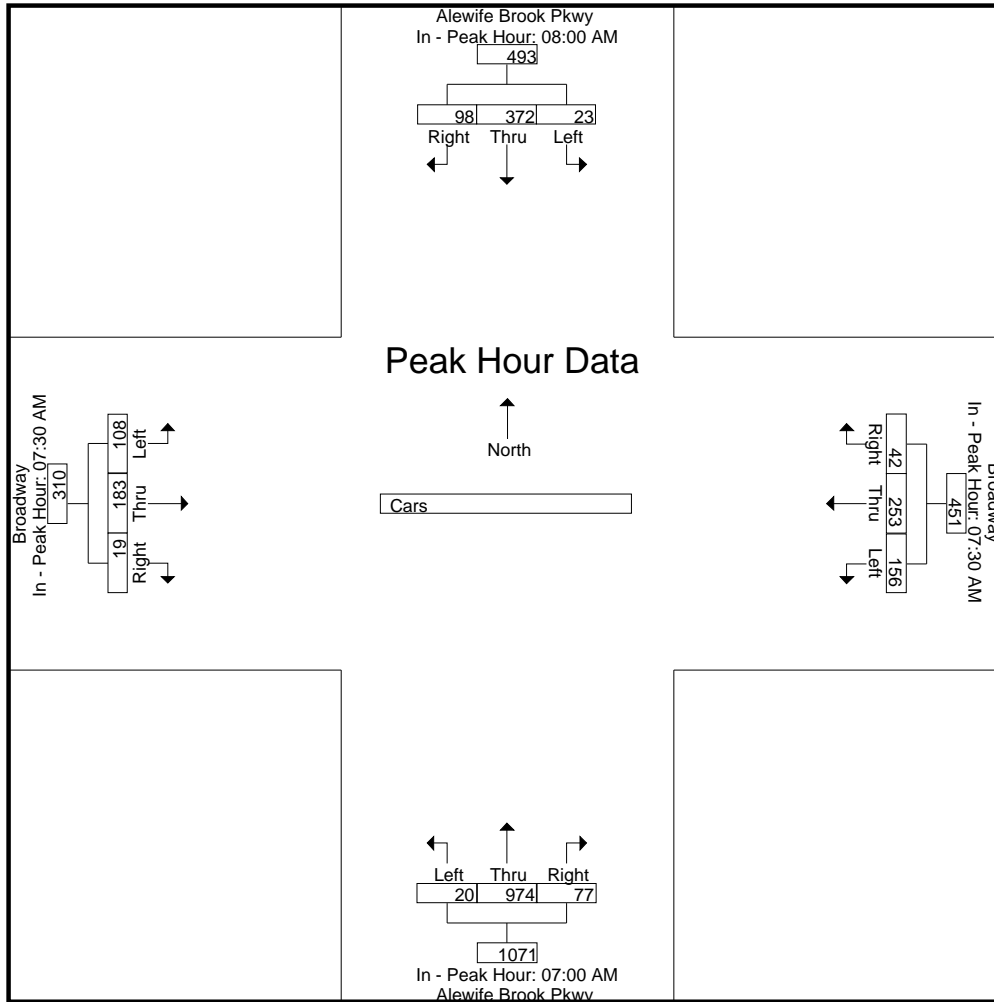 Alewife Brook Pkwy
In - Peak Hour: 08:00 AM
493
98 372 23
Right Thru Left
Peak Hour Data
North
Cars
Broadway
In - Peak Hour: 07:30 AM
310
108 183 19
Left Thru Right
Broadway
In - Peak Hour: 07:30 AM
451
42 253 156
Right Thru Left
Left Thru Right
20 974 77
1071
In - Peak Hour: 07:00 AM
Alewife Brook Pkwy